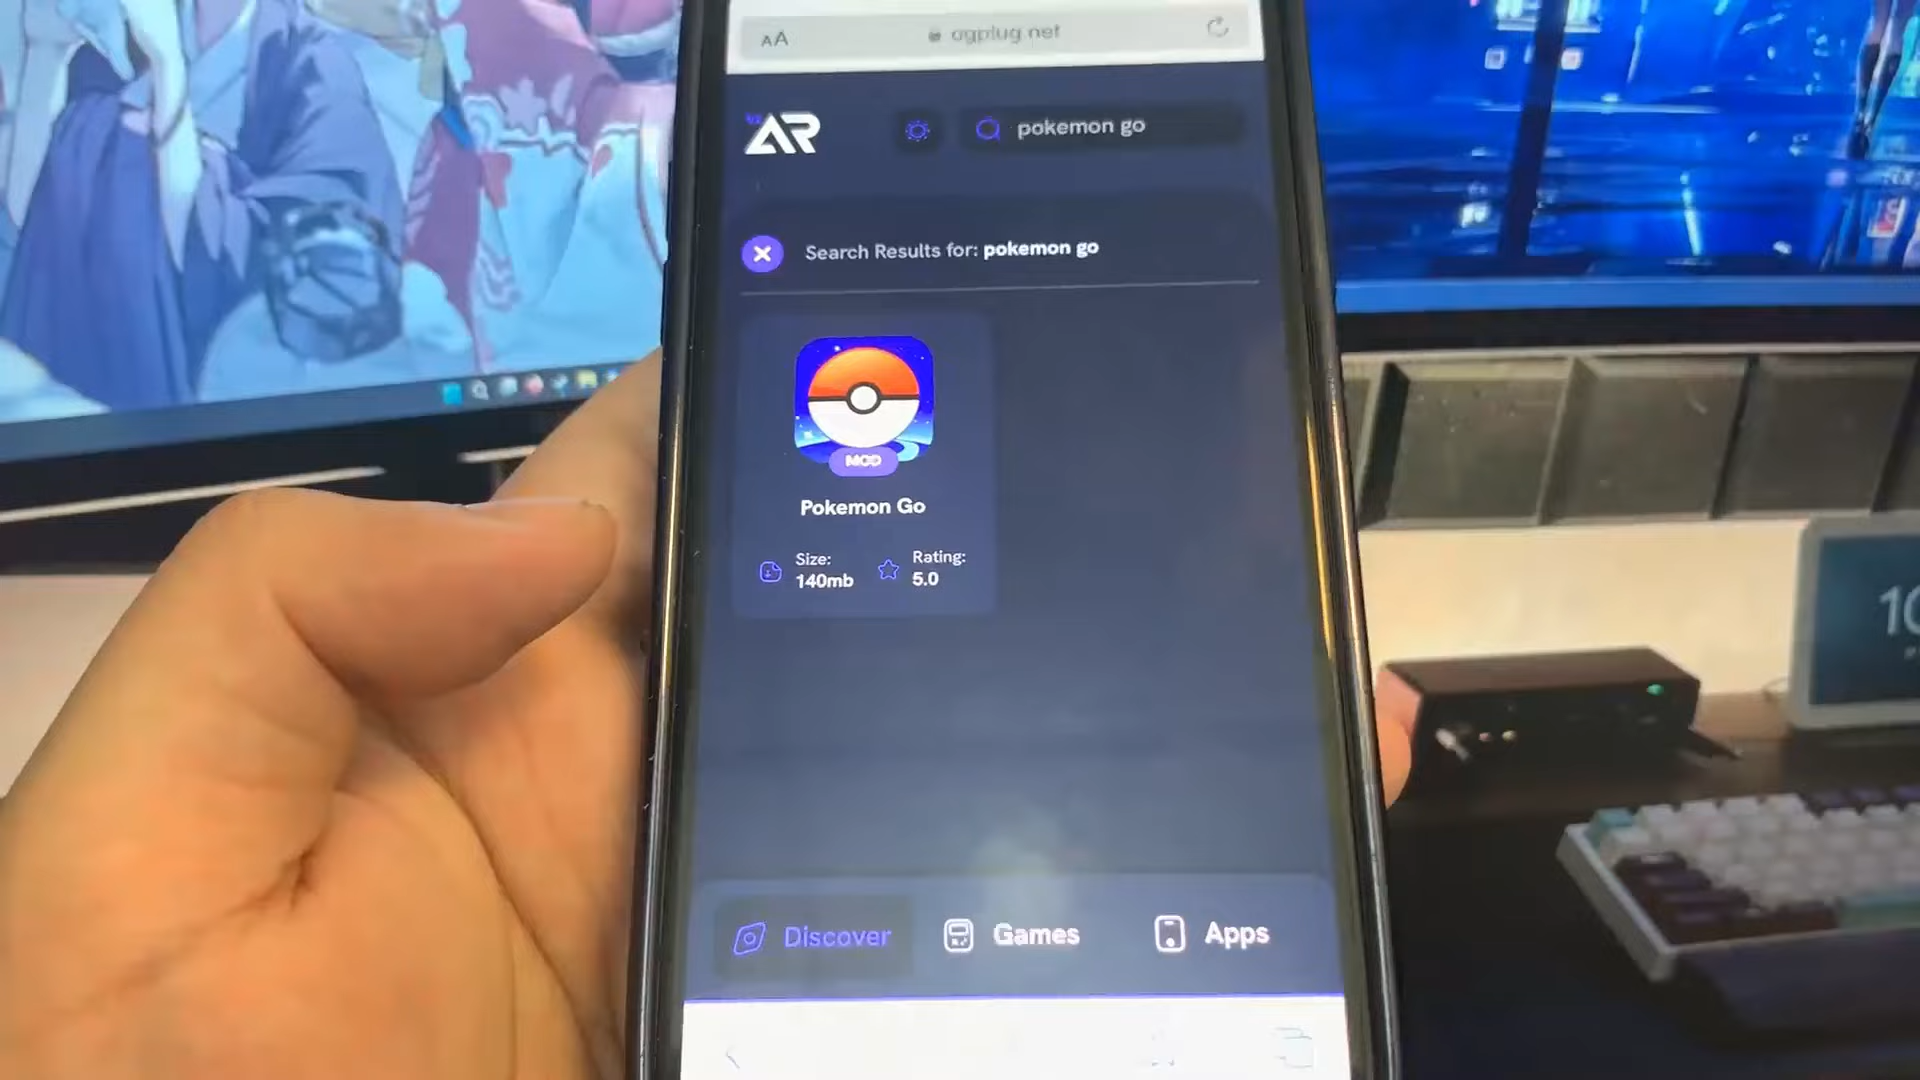 AA
ogplug.net
AR
pokemon go
Search Results for: pokemon go
MOD
Pokemon Go
Size:
140mb
Rating:
5.0
Discover
Games
Apps
10